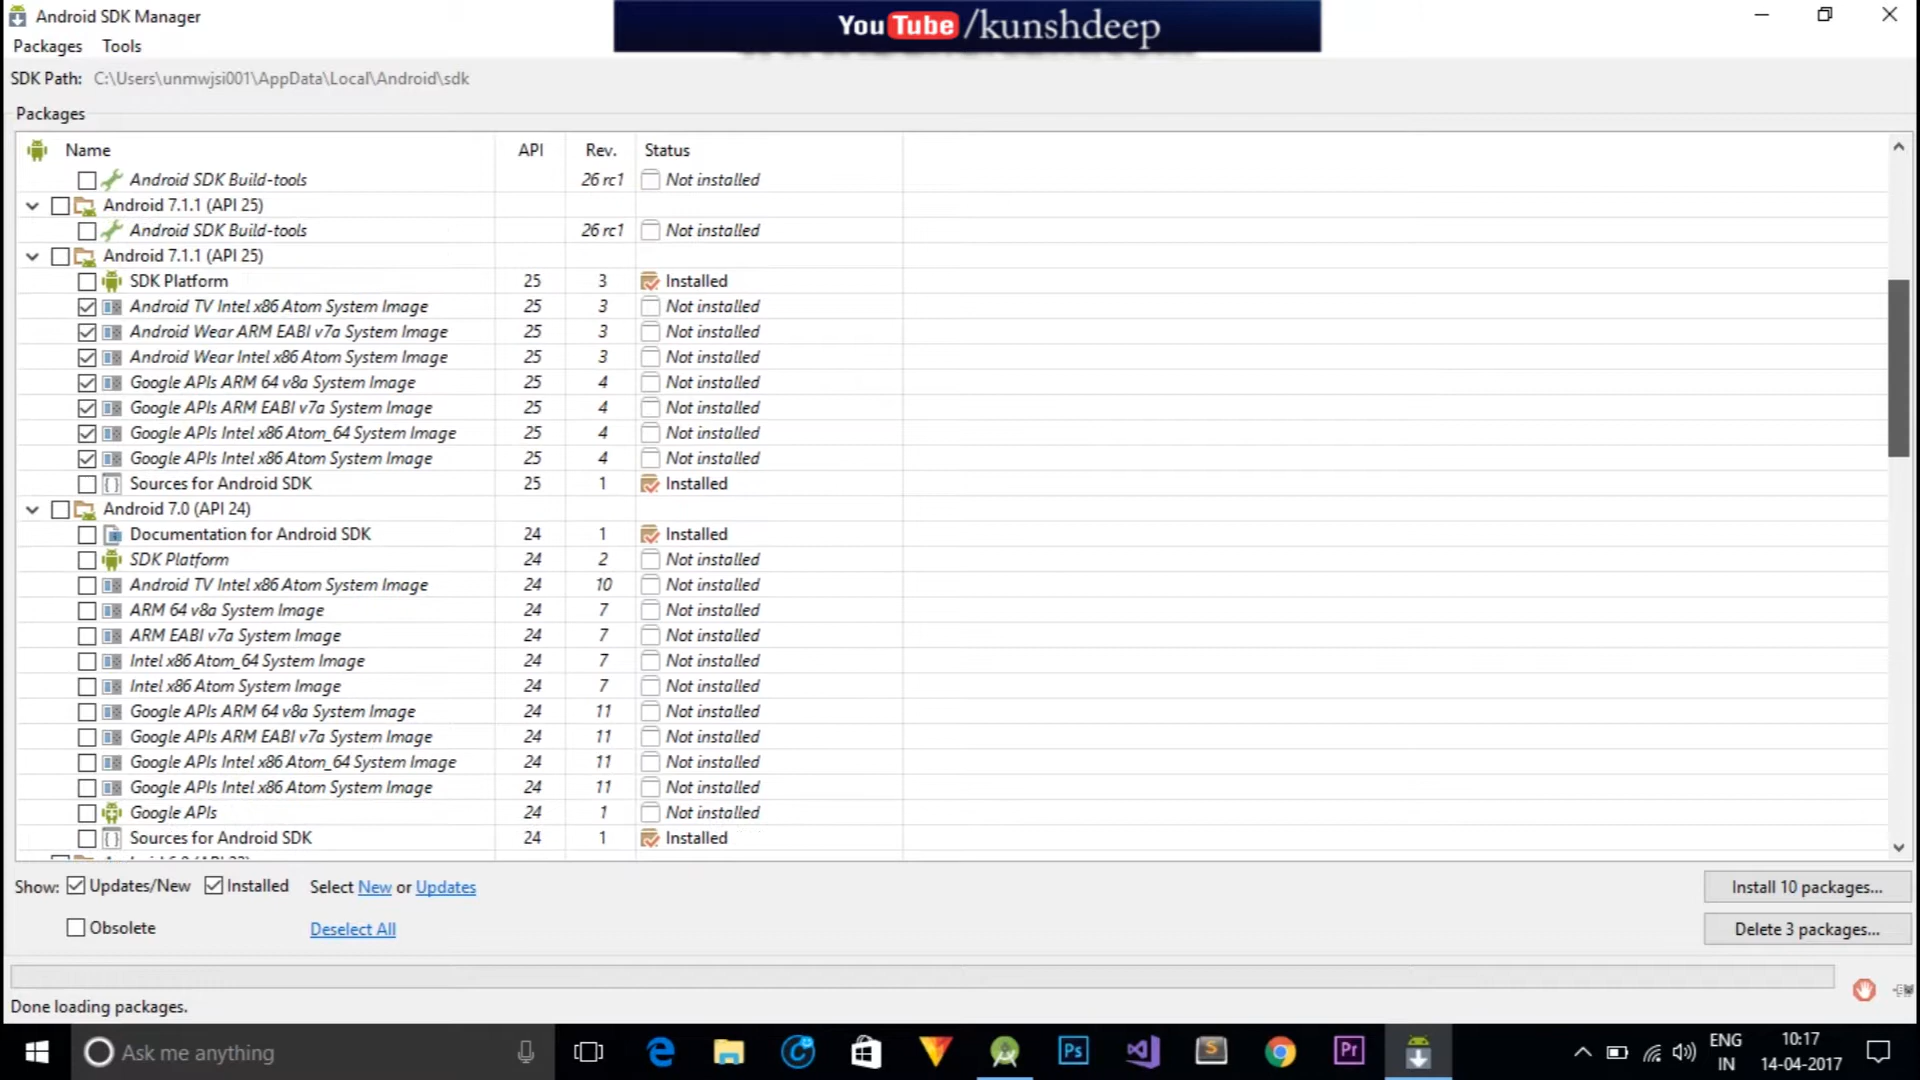 Android SDK Manager
YouTube /kunshdeep
Packages Tools
SDK Path: C:\Users\unmwjsi001\AppData\Local\Android\sdk
Packages
Name API Rev. Status
Android SDK Build-tools 26 rc1 Not installed
Android 7.1.1 (API 25)
Android SDK Build-tools 26 rc1 Not installed
Android 7.1.1 (API 25)
SDK Platform 25 3 Installed
Android TV Intel x86 Atom System Image 25 3 Not installed
Android Wear ARM EABI v7a System Image 25 3 Not installed
Android Wear Intel x86 Atom System Image 25 3 Not installed
Google APIs ARM 64 v8a System Image 25 4 Not installed
Google APIs ARM EABI v7a System Image 25 4 Not installed
Google APIs Intel x86 Atom_64 System Image 25 4 Not installed
Google APIs Intel x86 Atom System Image 25 4 Not installed
Sources for Android SDK 25 1 Installed
Android 7.0 (API 24)
Documentation for Android SDK 24 1 Installed
SDK Platform 24 2 Not installed
Android TV Intel x86 Atom System Image 24 10 Not installed
ARM 64 v8a System Image 24 7 Not installed
ARM EABI v7a System Image 24 7 Not installed
Intel x86 Atom_64 System Image 24 7 Not installed
Intel x86 Atom System Image 24 7 Not installed
Google APIs ARM 64 v8a System Image 24 11 Not installed
Google APIs ARM EABI v7a System Image 24 11 Not installed
Google APIs Intel x86 Atom_64 System Image 24 11 Not installed
Google APIs Intel x86 Atom System Image 24 11 Not installed
Google APIs 24 1 Not installed
Sources for Android SDK 24 1 Installed
Show: Updates/New Installed Select New or Updates Install 10 packages...
Obsolete Deselect All Delete 3 packages...
Done loading packages.
Ask me anything Ps S Pr ENG 10:17
IN 14-04-2017